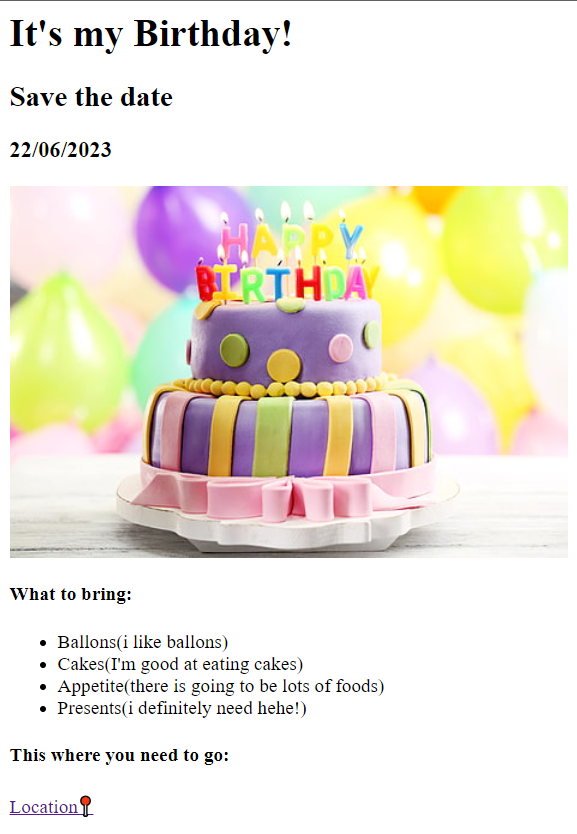 It's my Birthday!
Save the date
22/06/2023
HAPPY
BIRTHDAY
What to bring:
Ballons(i like ballons)
Cakes(I'm good at eating cakes)
Appetite(there is going to be lots of foods)
Presents(i definitely need hehe!)
This where you need to go:
Location📍